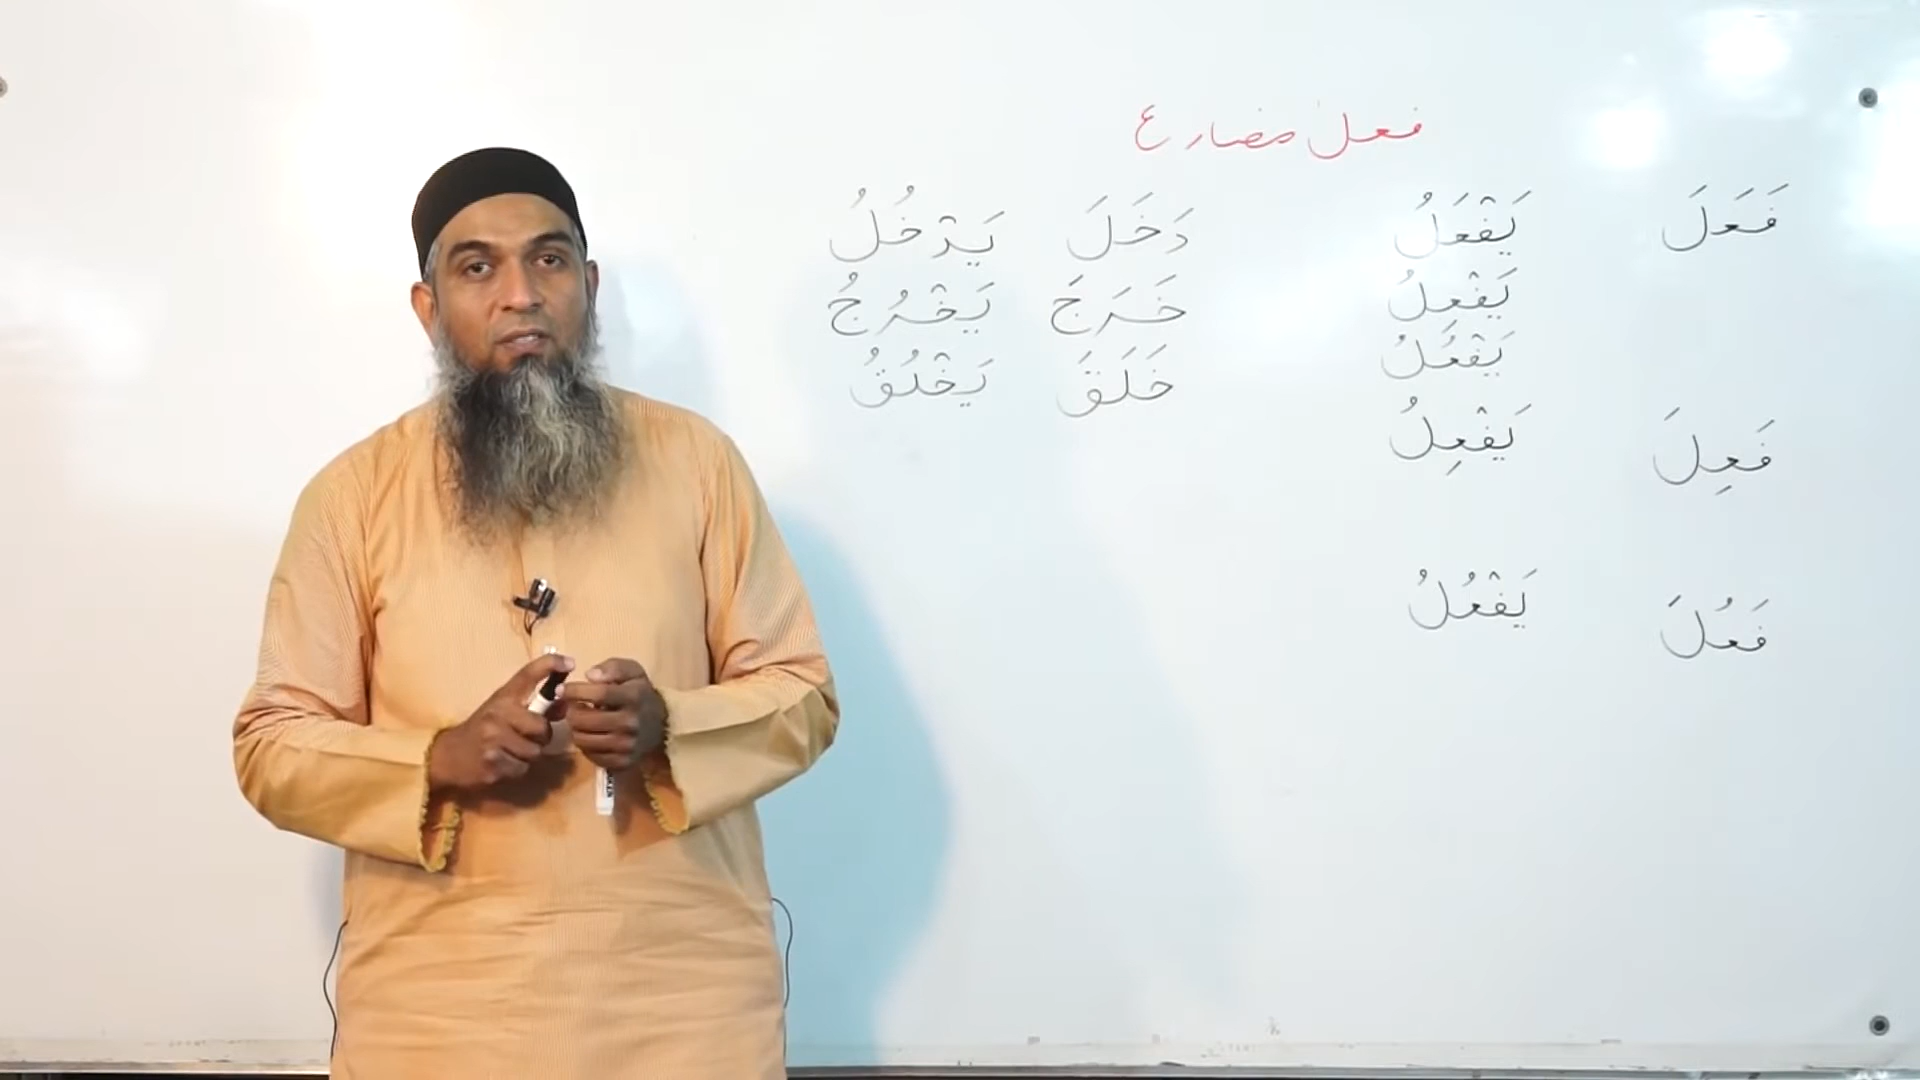 فعل مضارع
فَعَلَ يَفْعَلُ
يَفْعِلُ
يَفْعُلُ
فَعِلَ يَفْعِلُ
فَعُلَ يَفْعُلُ
دَخَلَ يَدْخُلُ
خَرَجَ يَخْرُجُ
خَلَقَ يَخْلُقُ